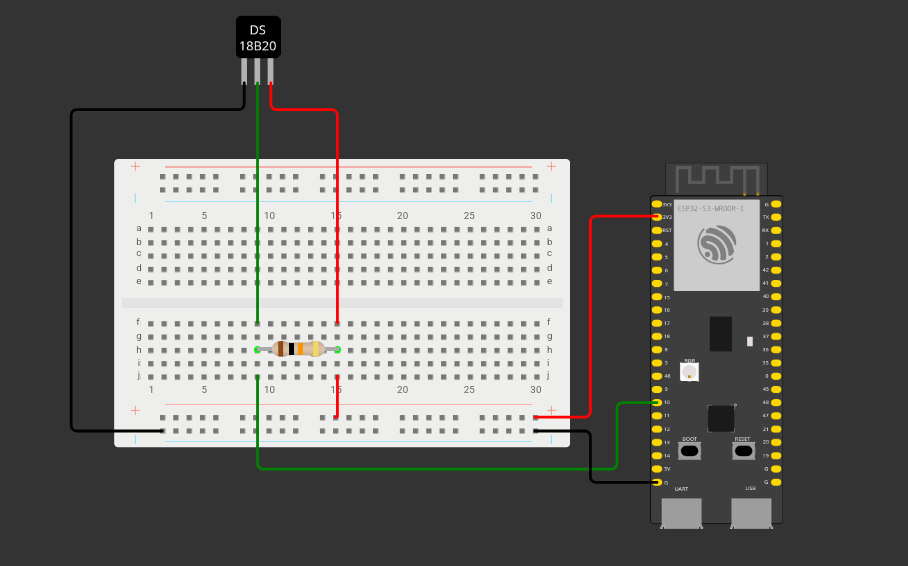 DS
18B20
+ +
1 5 10 15 20 25 30
a a
b b
c c
d d
e e
f f
g g
h h
i i
j j
1 5 10 15 20 25 30
+ +
ESP32-S3-WROOM-1
3V3 G
3V3 TX
RST RX
4 1
5 2
6 42
7 41
15 40
16 39
17 38
18 37
8 36
3 35
46 0
9 45
10 48
11 47
12 21
13 20
14 19
5V G
G G
RGB
BOOT RESET
UART USB